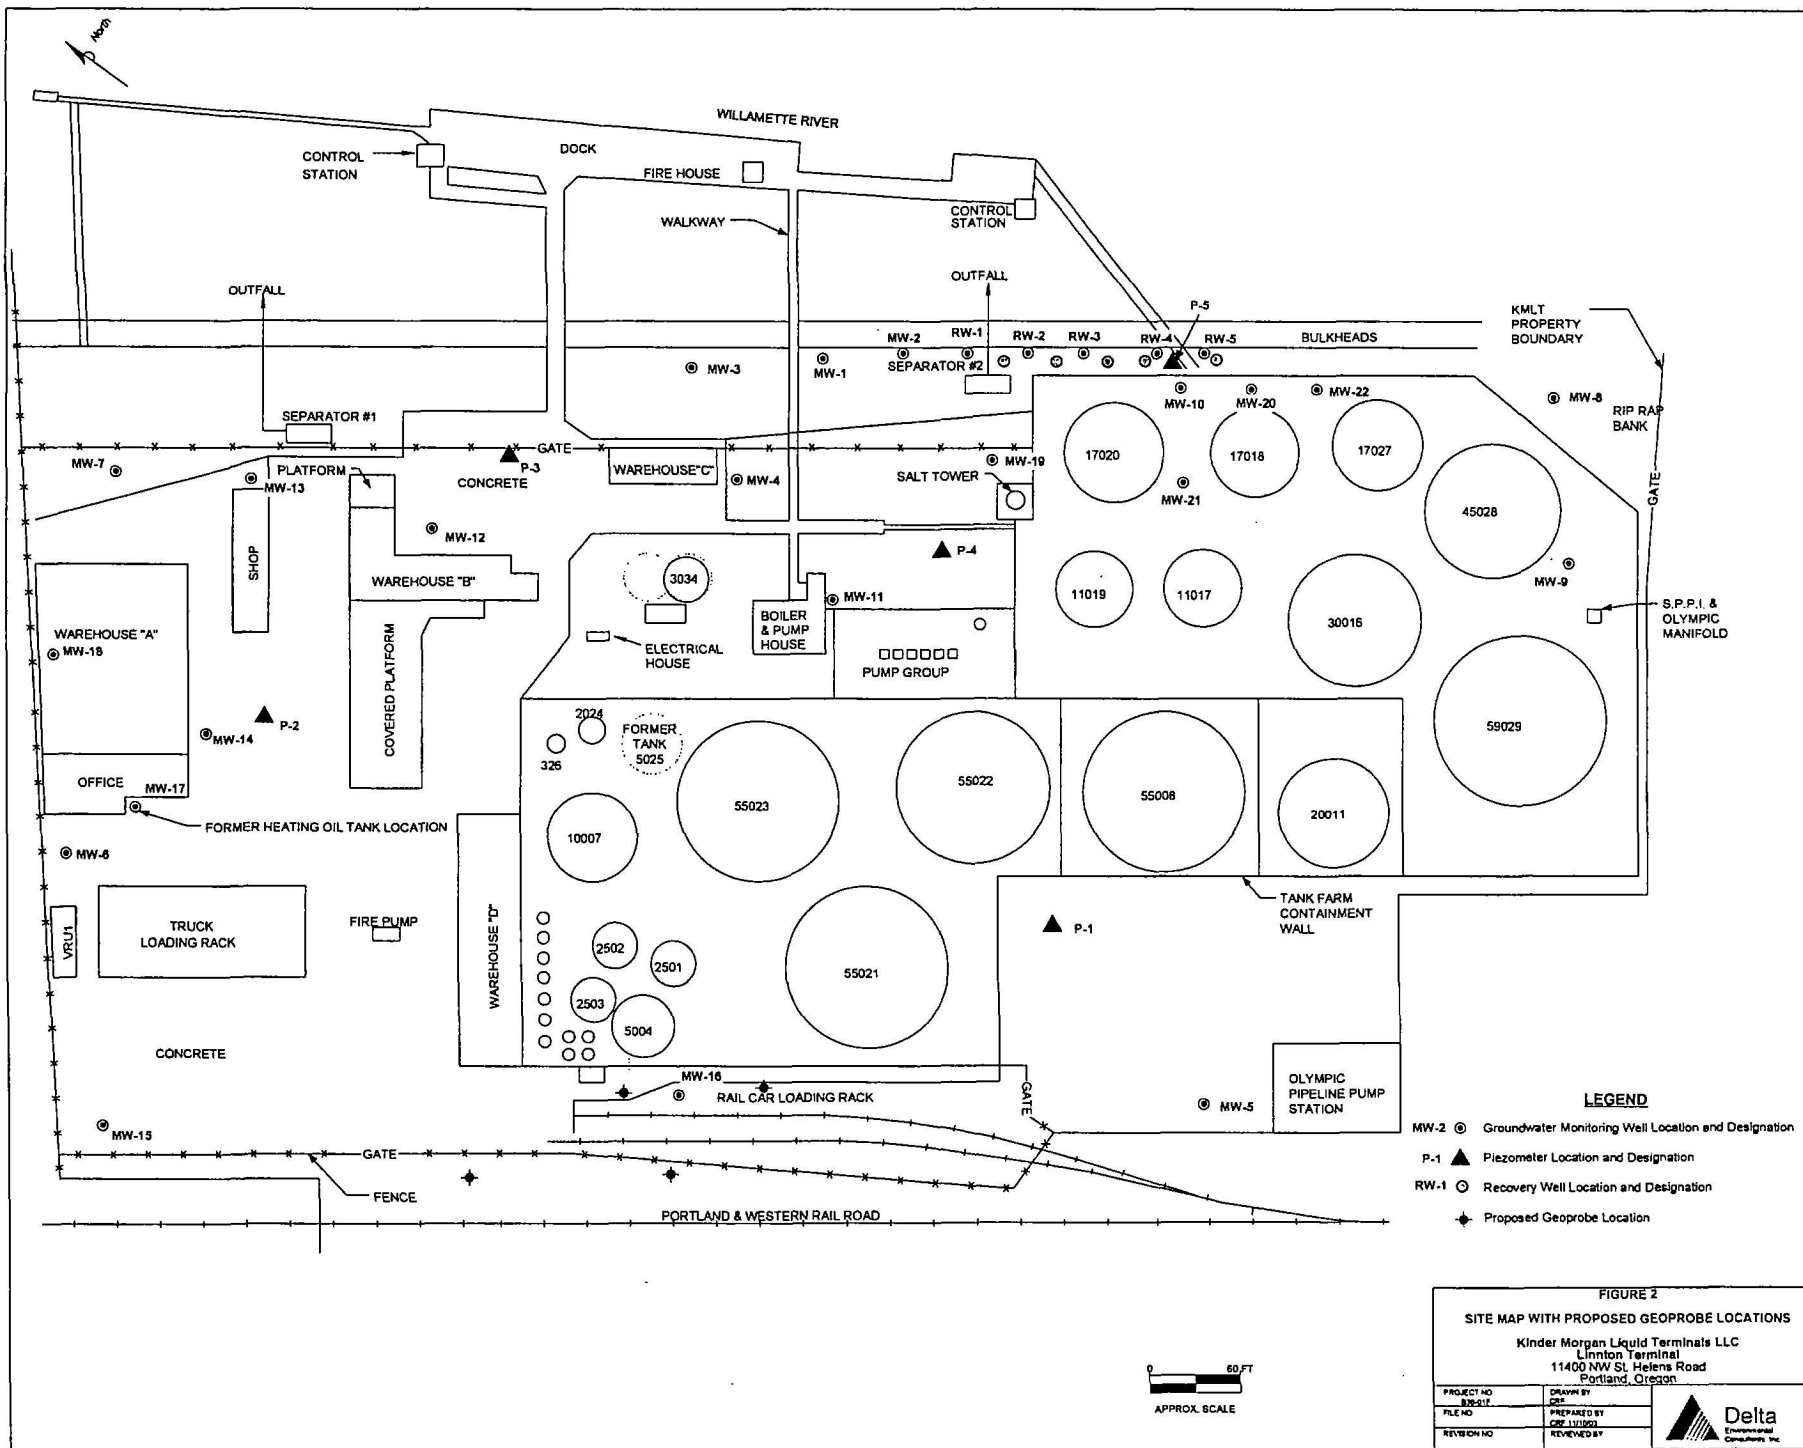 North
WILLAMETTE RIVER
CONTROL
STATION
DOCK
FIRE HOUSE
WALKWAY
CONTROL
STATION
OUTFALL
OUTFALL
P-5
KMLT
PROPERTY
BOUNDARY
MW-2
RW-1
RW-2
RW-3
RW-4
RW-5
BULKHEADS
MW-3
MW-1
SEPARATOR #2
MW-10
MW-20
MW-22
MW-8
RIP RAP
BANK
SEPARATOR #1
GATE
MW-7
PLATFORM
P-3
MW-13
CONCRETE
WAREHOUSE"C"
MW-4
SALT TOWER
MW-19
17020
17018
17027
MW-21
45028
GATE
MW-12
SHOP
WAREHOUSE "B"
3034
P-4
MW-11
11019
11017
MW-9
30016
S.P.P.I. &
OLYMPIC
MANIFOLD
WAREHOUSE "A"
MW-18
BOILER
& PUMP
HOUSE
ELECTRICAL
HOUSE
PUMP GROUP
COVERED PLATFORM
P-2
MW-14
2024
326
FORMER
TANK
5025
55023
55022
55008
20011
59029
OFFICE
MW-17
FORMER HEATING OIL TANK LOCATION
10007
MW-6
TRUCK
LOADING RACK
VRU1
FIRE PUMP
WAREHOUSE "D"
2502
2501
2503
5004
55021
P-1
TANK FARM
CONTAINMENT
WALL
CONCRETE
MW-16
RAIL CAR LOADING RACK
GATE
MW-5
OLYMPIC
PIPELINE PUMP
STATION
MW-15
GATE
FENCE
PORTLAND & WESTERN RAIL ROAD
LEGEND
MW-2 Groundwater Monitoring Well Location and Designation
P-1 Piezometer Location and Designation
RW-1 Recovery Well Location and Designation
Proposed Geoprobe Location
0 60 FT
APPROX. SCALE
FIGURE 2
SITE MAP WITH PROPOSED GEOPROBE LOCATIONS
Kinder Morgan Liquid Terminals LLC
Linnton Terminal
11400 NW St. Helens Road
Portland, Oregon
PROJECT NO
DRAWN BY
CRF
FILE NO
PREPARED BY
REVISION NO
REVIEWED BY
Delta
Environmental
Consultants, Inc